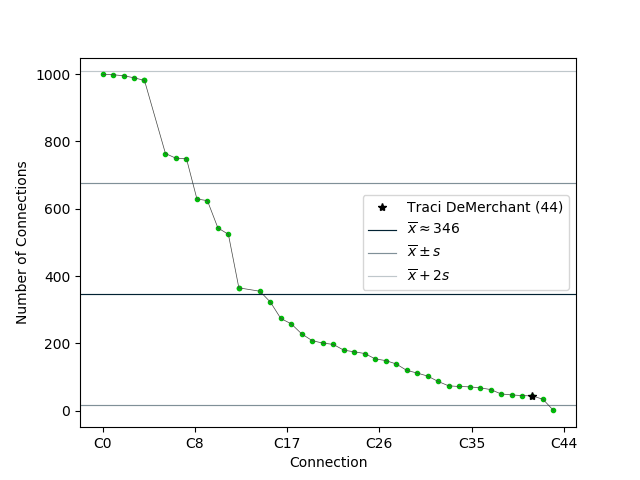 1000
800
600
400
200
0
Number of Connections
Traci DeMerchant (44)
x̅ ≈ 346
x̅ ± s
x̅ + 2s
C0 C8 C17 C26 C35 C44
Connection